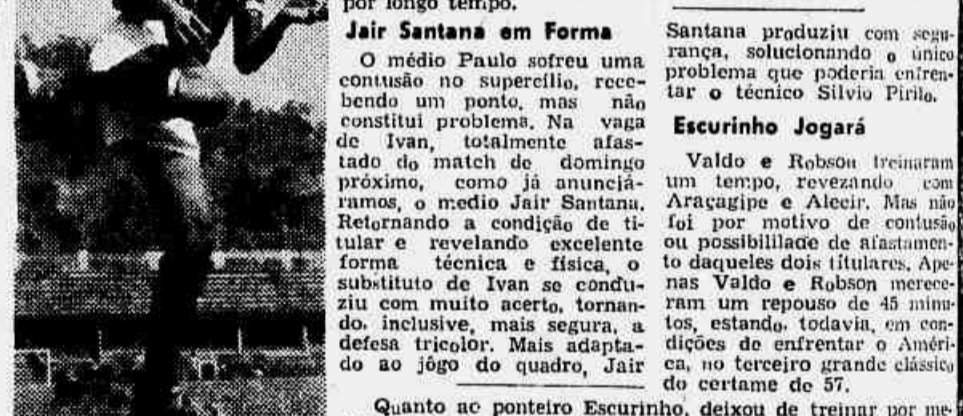 por longo tempo.
Jair Santana em Forma
O médio Paulo sofreu uma
contusão no supercílio, rece-
bendo um ponto, mas não
constitui problema. Na vaga
de Ivan, totalmente afas-
tado do match de domingo
próximo, como já anunciá-
ramos, o medio Jair Santana.
Retornando a condição de ti-
tular e revelando excelente
forma técnica e física, o
substituto de Ivan se condu-
ziu com muito acerto, tornan-
do, inclusive, mais segura, a
defesa tricolor. Mais adapta-
do ao jôgo do quadro, Jair
Santana produziu com segu-
rança, solucionando o único
problema que poderia enfren-
tar o técnico Silvio Pirilo.
Escurinho Jogará
Valdo e Robson treinaram
um tempo, revezando com
Araçagipe e Alecir. Mas não
foi por motivo de contusão
ou possibililade de afastamen-
to daqueles dois titulares. Ape-
nas Valdo e Robson merece-
ram um repouso de 45 minu-
tos, estando, todavia, em con-
dições de enfrentar o Améri-
ca, no terceiro grande clássico
do certame de 57.
Quanto ao ponteiro Escurinho, deixou de treinar por me-